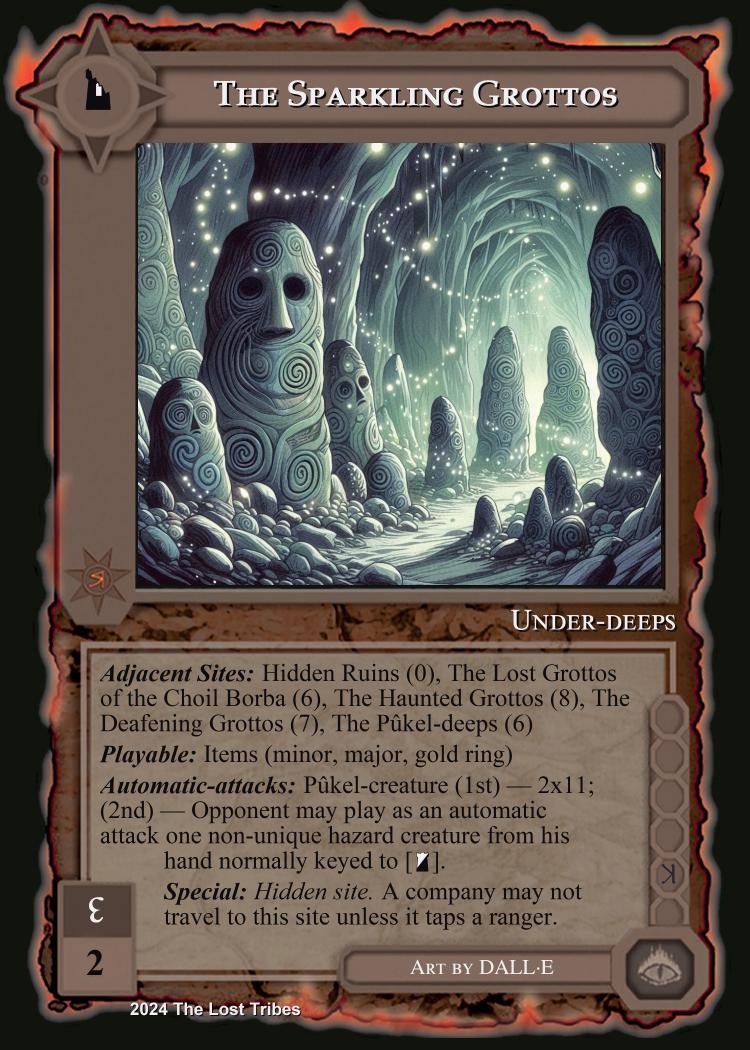 The Sparkling Grottos
Under-deeps
Adjacent Sites: Hidden Ruins (0), The Lost Grottos
of the Choil Borba (6), The Haunted Grottos (8), The
Deafening Grottos (7), The Pûkel-deeps (6)
Playable: Items (minor, major, gold ring)
Automatic-attacks: Pûkel-creature (1st) — 2x11;
(2nd) — Opponent may play as an automatic
attack one non-unique hazard creature from his
hand normally keyed to [ ].
Special: Hidden site. A company may not
travel to this site unless it taps a ranger.
2
Art by DALL·E
2024 The Lost Tribes